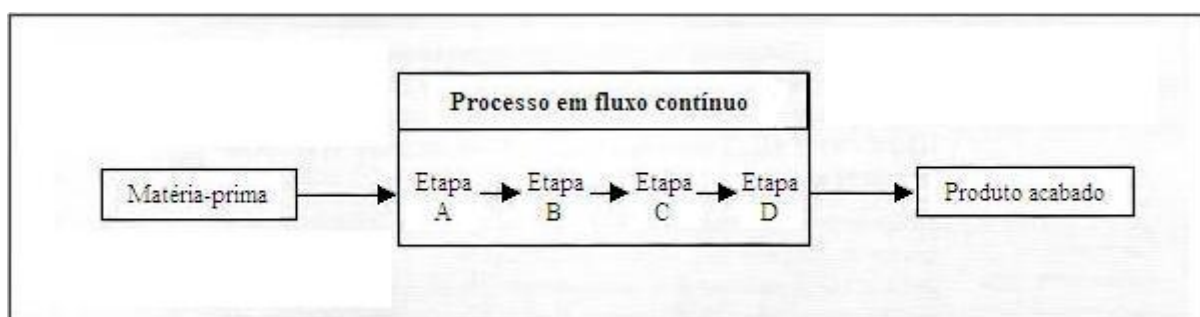 Processo em fluxo contínuo
Matéria-prima
Etapa A
Etapa B
Etapa C
Etapa D
Produto acabado